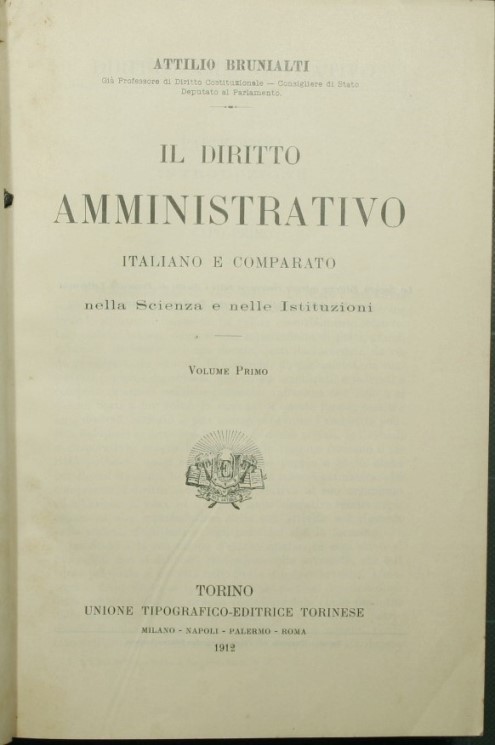 ATTILIO BRUNIALTI
Già Professore di Diritto Costituzionale — Consigliere di Stato
Deputato al Parlamento.
IL DIRITTO
AMMINISTRATIVO
ITALIANO E COMPARATO
nella Scienza e nelle Istituzioni
VOLUME PRIMO
TORINO
UNIONE TIPOGRAFICO-EDITRICE TORINESE
MILANO - NAPOLI - PALERMO - ROMA
1912